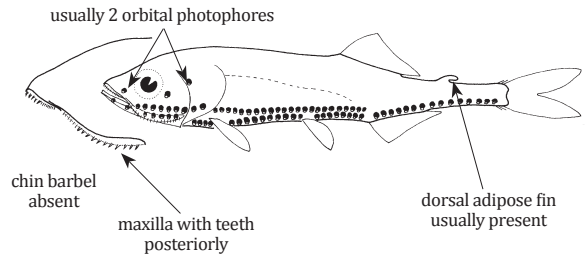 usually 2 orbital photophores
chin barbel
absent
maxilla with teeth
posteriorly
dorsal adipose fin
usually present